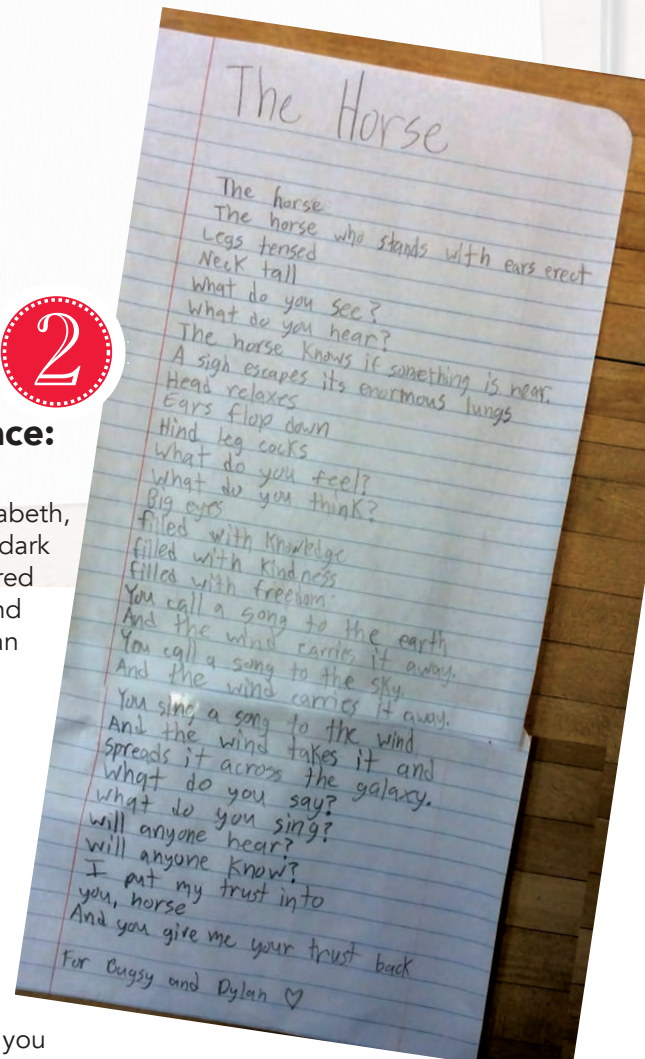 The Horse
The horse
The horse who stands with ears erect
Legs tensed
Neck tall
What do you see?
What do you hear?
The horse knows if something is near.
A sigh escapes its enormous lungs
Head relaxes
Ears flop down
Hind leg cocks
What do you feel?
What do you think?
Big eyes
filled with knowledge
filled with kindness
filled with freedom
You call a song to the earth
And the wind carries it away.
You call a song to the sky
And the wind carries it away.
You sing a song to the wind
And the wind takes it and
spreads it across the galaxy.
What do you say?
What do you sing?
will anyone hear?
will anyone know?
I put my trust into
you, horse
And you give me your trust back
For Bugsy and Dylan ♡
2
nce:
abeth,
dark
red
nd
an
you